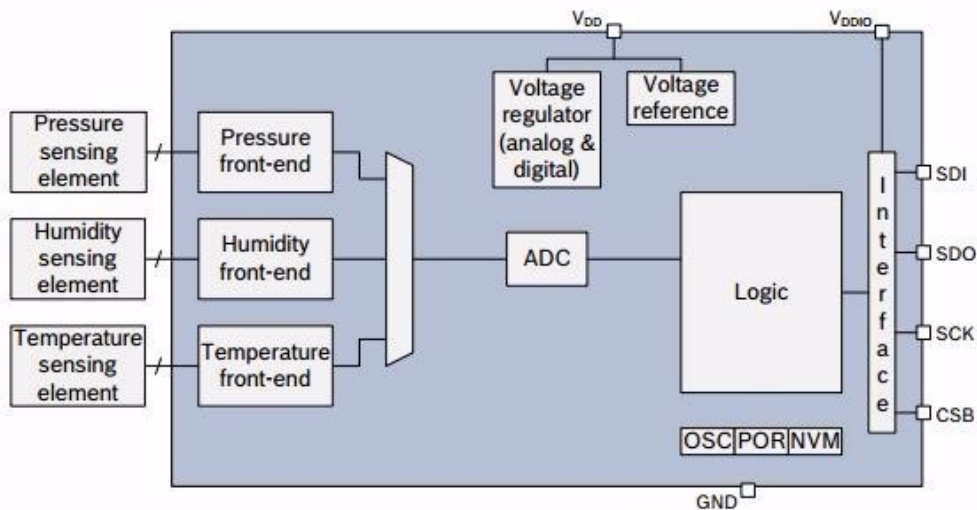 VDD
VDDIO
Voltage
regulator
(analog &
digital)
Voltage
reference
Pressure
sensing
element
Pressure
front-end
Humidity
sensing
element
Humidity
front-end
Temperature
sensing
element
Temperature
front-end
ADC
Logic
Interface
SDI
SDO
SCK
CSB
OSC POR NVM
GND